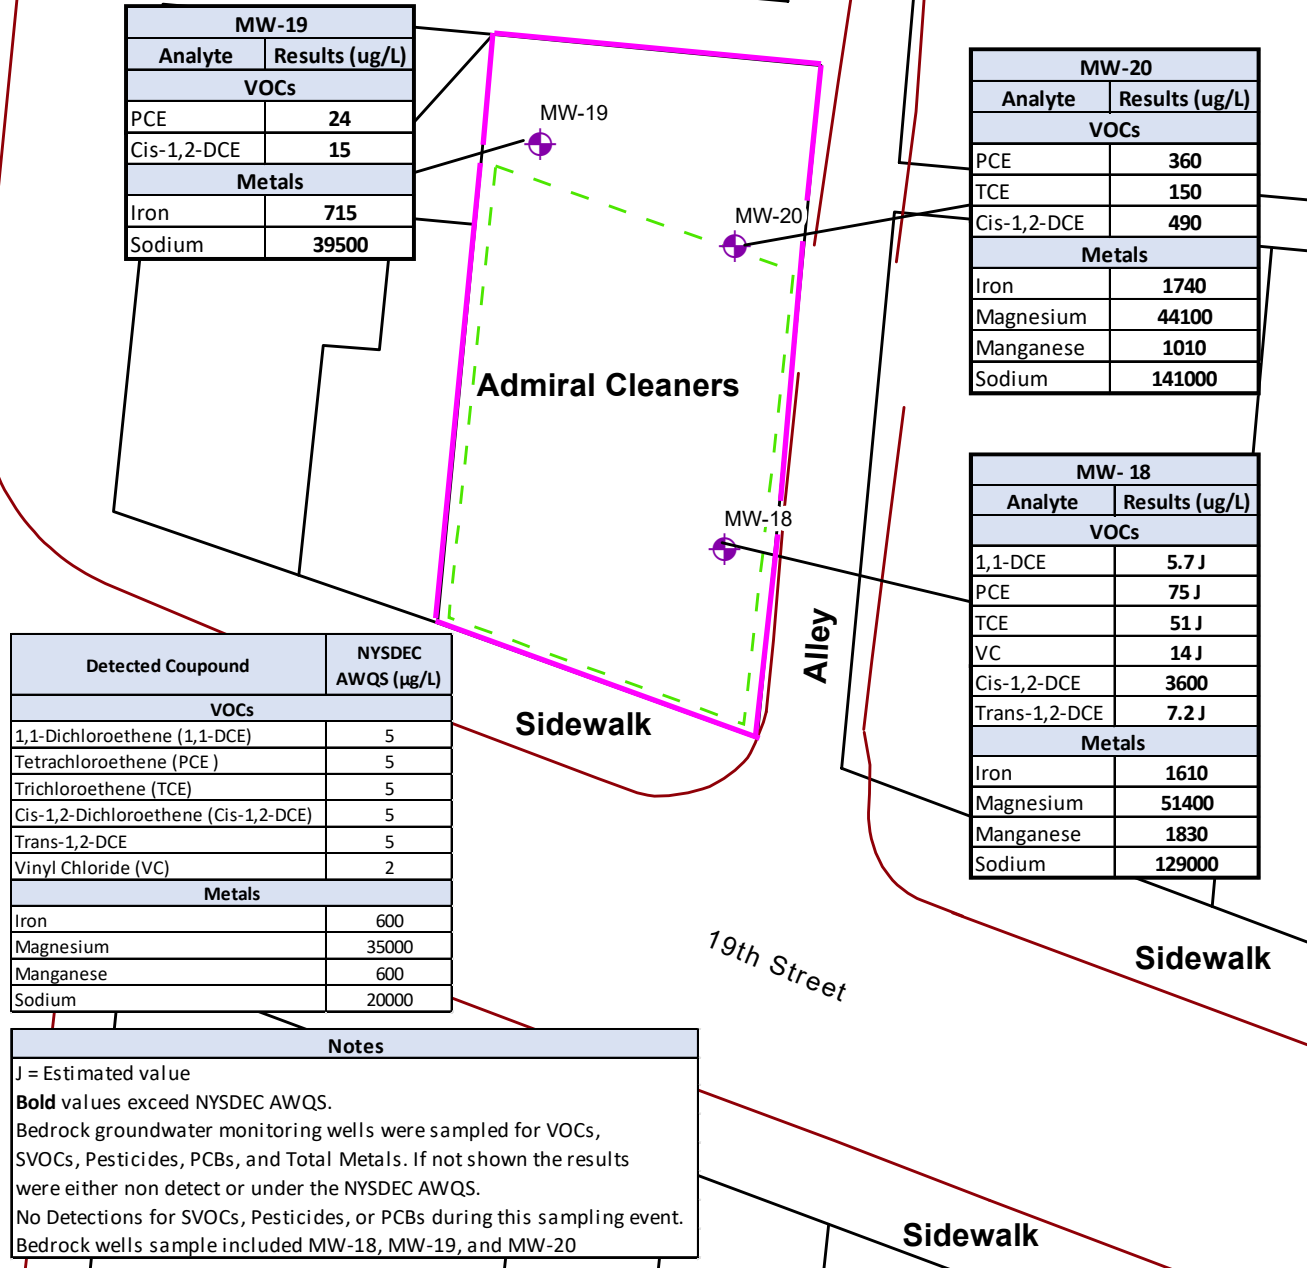 MW-19
Analyte Results (ug/L)
VOCs
PCE 24
Cis-1,2-DCE 15
Metals
Iron 715
Sodium 39500
MW-20
Analyte Results (ug/L)
VOCs
PCE 360
TCE 150
Cis-1,2-DCE 490
Metals
Iron 1740
Magnesium 44100
Manganese 1010
Sodium 141000
MW-19
MW-20
Admiral Cleaners
MW-18
MW- 18
Analyte Results (ug/L)
VOCs
1,1-DCE 5.7 J
PCE 75 J
TCE 51 J
VC 14 J
Cis-1,2-DCE 3600
Trans-1,2-DCE 7.2 J
Metals
Iron 1610
Magnesium 51400
Manganese 1830
Sodium 129000
Alley
Sidewalk
Detected Coupound NYSDEC AWQS (µg/L)
VOCs
1,1-Dichloroethene (1,1-DCE) 5
Tetrachloroethene (PCE ) 5
Trichloroethene (TCE) 5
Cis-1,2-Dichloroethene (Cis-1,2-DCE) 5
Trans-1,2-DCE 5
Vinyl Chloride (VC) 2
Metals
Iron 600
Magnesium 35000
Manganese 600
Sodium 20000
19th Street
Sidewalk
Notes
J = Estimated value
Bold values exceed NYSDEC AWQS.
Bedrock groundwater monitoring wells were sampled for VOCs,
SVOCs, Pesticides, PCBs, and Total Metals. If not shown the results
were either non detect or under the NYSDEC AWQS.
No Detections for SVOCs, Pesticides, or PCBs during this sampling event.
Bedrock wells sample included MW-18, MW-19, and MW-20
Sidewalk